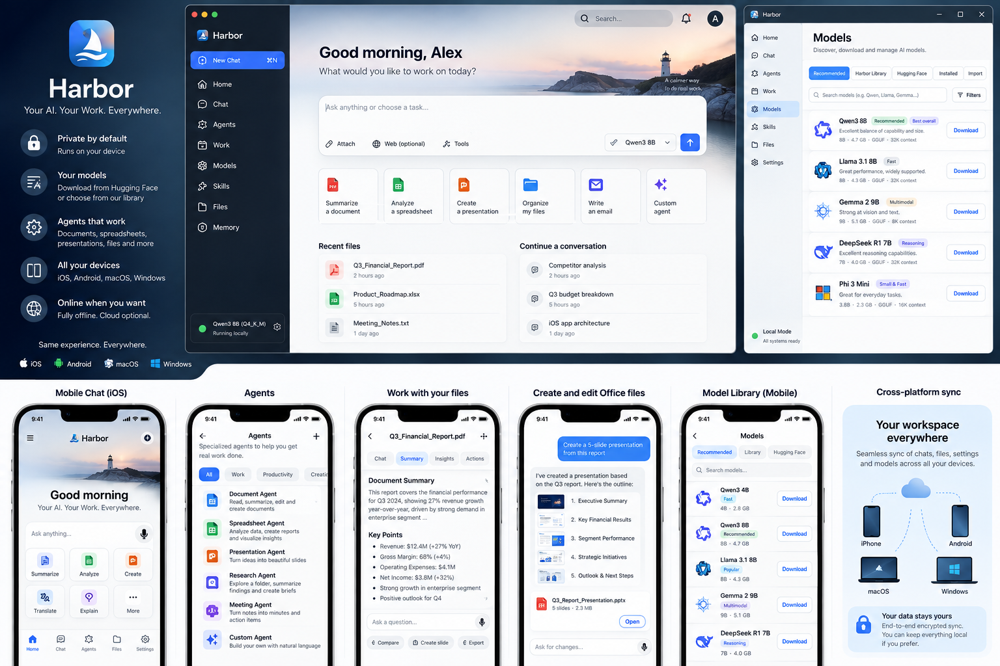 Harbor
Your AI. Your Work. Everywhere.
Private by default
Runs on your device
Your models
Download from Hugging Face
or choose from our library
Agents that work
Documents, spreadsheets,
presentations, files and more
All your devices
iOS, Android, macOS, Windows
Online when you want
Fully offline. Cloud optional.
Same experience. Everywhere.
iOS
Android
macOS
Windows
Harbor
New Chat
⌘N
Home
Chat
Agents
Work
Models
Skills
Files
Memory
Qwen3 8B (Q4_K_M)
Running locally
Search...
A
Good morning, Alex
What would you like to work on today?
A calmer way
to do real work.
Ask anything or choose a task...
Attach
Web (optional)
Tools
Qwen3 8B
PDF
Summarize
a document
Analyze
a spreadsheet
Create
a presentation
Organize
my files
Write
an email
Custom
agent
Recent files
Q3_Financial_Report.pdf
2 hours ago
Product_Roadmap.xlsx
5 hours ago
Meeting_Notes.txt
1 day ago
Continue a conversation
Competitor analysis
2 hours ago
Q3 budget breakdown
5 hours ago
iOS app architecture
1 day ago
Harbor
Home
Chat
Agents
Work
Models
Skills
Files
Settings
Local Mode
All systems ready
Models
Discover, download and manage AI models.
Recommended
Harbor Library
Hugging Face
Installed
Import
Search models (e.g. Qwen, Llama, Gemma...)
Filters
Qwen3 8B Recommended Best overall
Excellent balance of capability and size.
8B · 4.7 GB · GGUF · 32K context
Download
Llama 3.1 8B Fast
Great performance, widely supported.
8B · 4.3 GB · GGUF · 32K context
Download
Gemma 2 9B Multimodal
Strong at vision and text.
9B · 5.1 GB · GGUF · 8K context
Download
DeepSeek R1 7B Reasoning
Excellent reasoning capabilities.
7B · 4.0 GB · GGUF · 32K context
Download
Phi 3 Mini Small & Fast
Great for everyday tasks.
3.8B · 2.3 GB · GGUF · 16K context
Download
Mobile Chat (iOS)
9:41
Harbor
Good morning
Your AI. Your Work. Everywhere.
Ask anything...
Summarize
Analyze
Create
Translate
Explain
More
Home
Chat
Agents
Files
Settings
Agents
9:41
Agents
Specialized agents to help you get
real work done.
All
Work
Productivity
Creatin
Document Agent
Read, summarize, edit and
create documents
Spreadsheet Agent
Analyze data, create reports
and visualize insights
Presentation Agent
Turn ideas into beautiful slides
Research Agent
Explore a folder, summarize
findings and create briefs
Meeting Agent
Turn notes into minutes and
action items
Custom Agent
Build your own with natural language
Work with your files
9:41
Q3_Financial_Report.pdf
Chat
Summary
Insights
Actions
Document Summary
This report covers the financial performance
for Q3 2024, showing 27% revenue growth
year-over-year, driven by strong demand in
enterprise segment ...
Key Points
• Revenue: $12.4M (+27% YoY)
• Gross Margin: 68% (+4%)
• Operating Expenses: $4.1M
• Net Income: $3.8M (+32%)
• Strong growth in enterprise segment
• Positive outlook for Q4
Ask a question...
Compare
Create slide
Export
Create and edit Office files
9:41
Create a 5-slide presentation
from this report
I've created a presentation based
on the Q3 report. Here's the outline:
1. Executive Summary
2. Key Financial Results
3. Segment Performance
4. Strategic Initiatives
5. Outlook & Next Steps
Q3_Report_Presentation.pptx
5 slides · 2.3 MB
Open
Ask for changes...
Model Library (Mobile)
9:41
Models
Recommended
Library
Hugging Face
Search models...
Qwen3 4B
Fast
4B · 2.8 GB
Download
Qwen3 8B
Recommended
8B · 4.7 GB
Download
Llama 3.1 8B
Popular
8B · 4.3 GB
Download
Gemma 2 9B
Multimodal
9B · 5.1 GB
Download
DeepSeek R1 7B
Reasoning
7B · 4.0 GB
Download
Cross-platform sync
Your workspace
everywhere
Seamless sync of chats, files, settings
and models across all your devices.
iPhone
Android
macOS
Windows
Your data stays yours
End-to-end encrypted sync.
You can keep everything local
if you prefer.